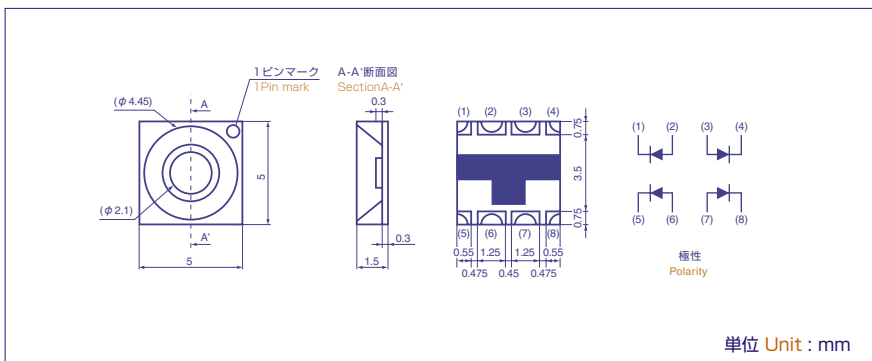 1ピンマーク
1Pin mark
A-A'断面図
SectionA-A'
(φ4.45)
A
0.3
(φ2.1)
A'
5
5
0.3
1.5
(1) (2) (3) (4)
0.75
3.5
0.75
(5) (6) (7) (8)
0.55 1.25 1.25 0.55
0.475 0.45 0.475
(1) (2) (3) (4)
(5) (6) (7) (8)
極性
Polarity
単位 Unit : mm